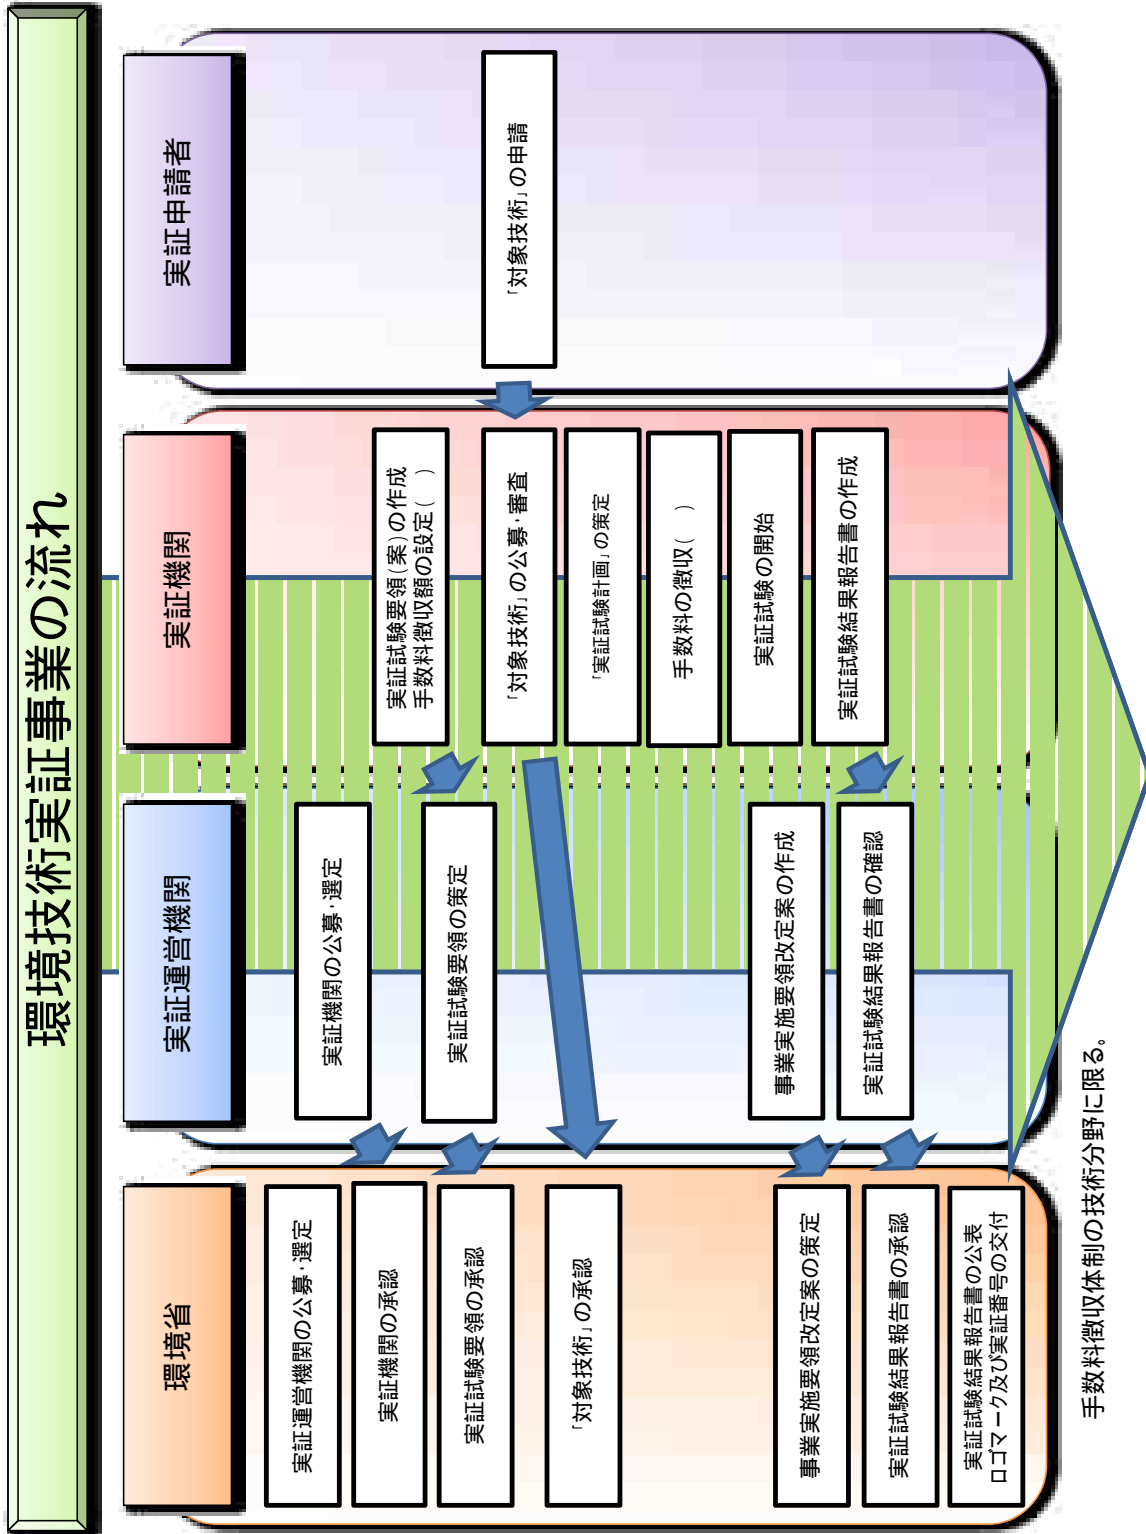 環境技術実証事業の流れ
環境省
実証運営機関
実証機関
実証申請者
実証運営機関の公募・選定
実証機関の公募・選定
実証機関の承認
実証試験要領（案）の作成
手数料徴収額の設定（　）
実証試験要領の策定
実証試験要領の承認
「対象技術」の申請
「対象技術」の公募・審査
「対象技術」の承認
「実証試験計画」の策定
手数料の徴収（　）
実証試験の開始
事業実施要領改定案の作成
事業実施要領改定案の策定
実証試験結果報告書の作成
実証試験結果報告書の確認
実証試験結果報告書の承認
実証試験結果報告書の公表
ロゴマーク及び実証番号の交付
手数料徴収体制の技術分野に限る。